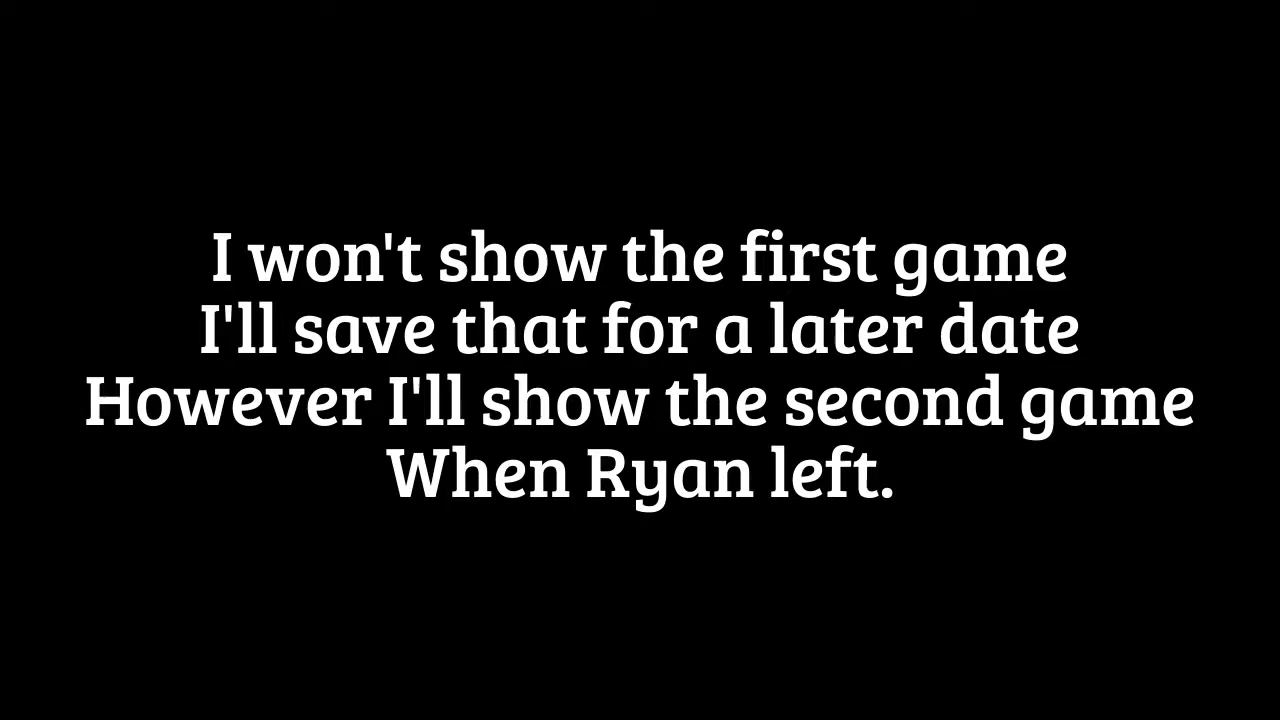 I won't show the first game
I'll save that for a later date
However I'll show the second game
When Ryan left.